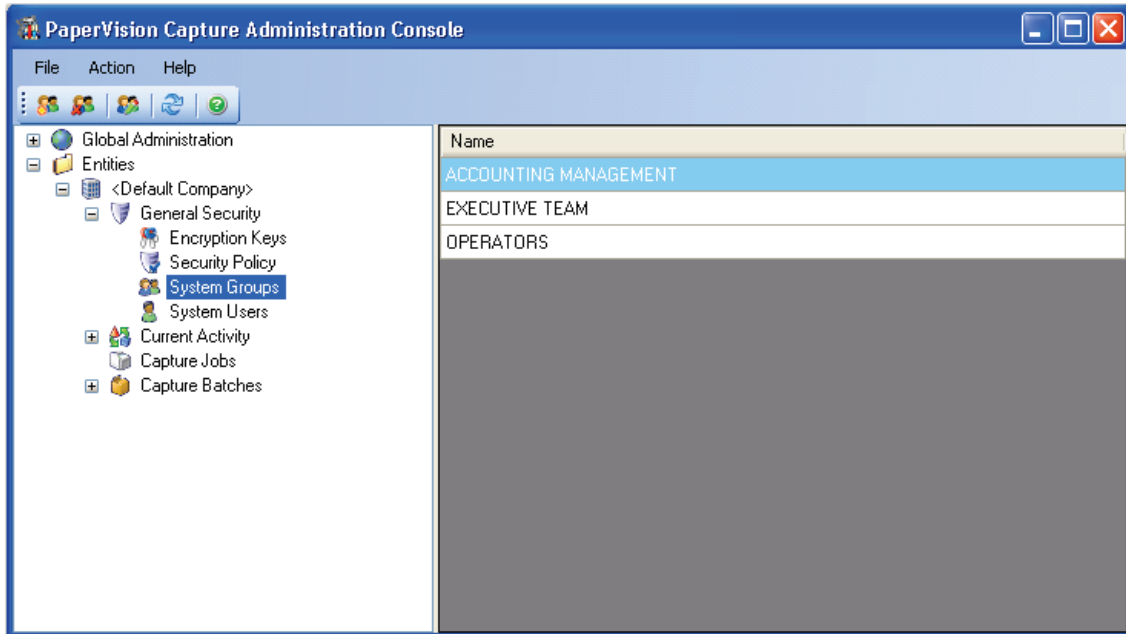 PaperVision Capture Administration Console
File Action Help
Global Administration
Entities
<Default Company>
General Security
Encryption Keys
Security Policy
System Groups
System Users
Current Activity
Capture Jobs
Capture Batches
Name
ACCOUNTING MANAGEMENT
EXECUTIVE TEAM
OPERATORS